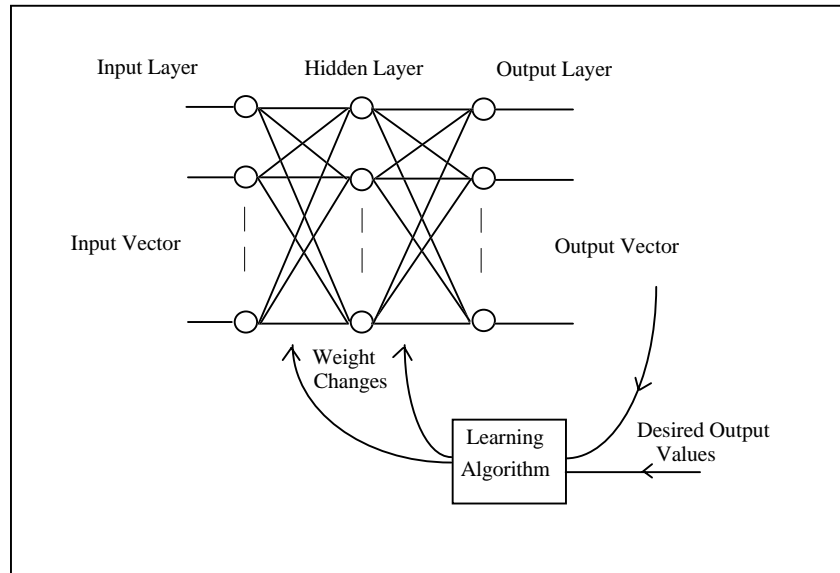 Input Layer
Hidden Layer
Output Layer
Input Vector
Output Vector
Weight
Changes
Learning
Algorithm
Desired Output
Values